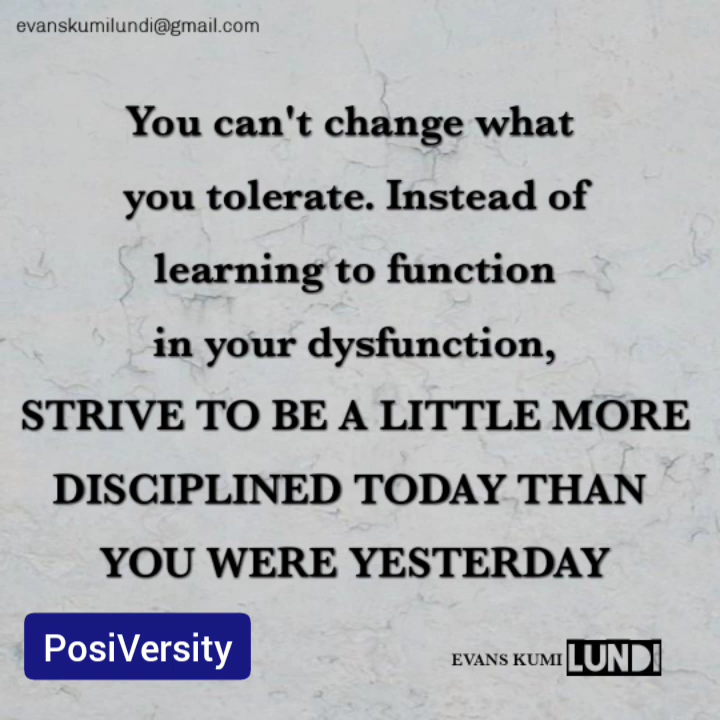 evanskumilundi@gmail.com
You can't change what
you tolerate. Instead of
learning to function
in your dysfunction,
STRIVE TO BE A LITTLE MORE
DISCIPLINED TODAY THAN
YOU WERE YESTERDAY
PosiVersity
EVANS KUMI LUNDI